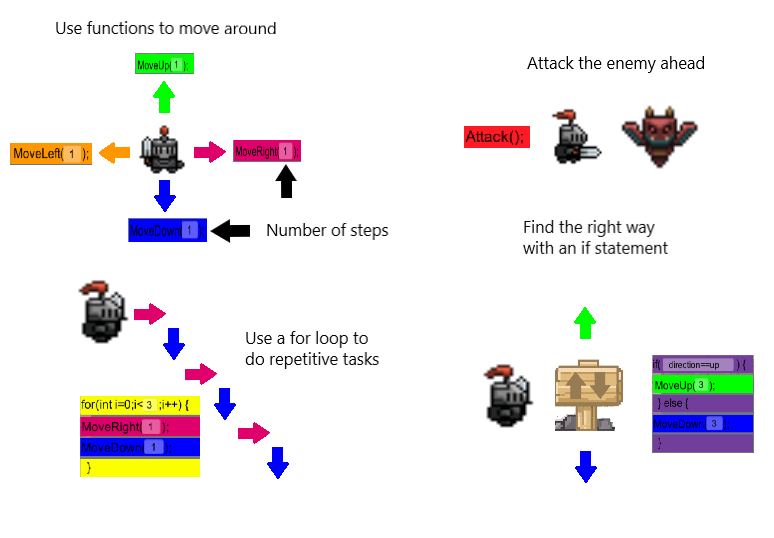 Use functions to move around
MoveUp( 1 );
MoveLeft( 1 );
MoveRight( 1 );
MoveDown( 1 );
Number of steps
Use a for loop to
do repetitive tasks
for(int i=0;i< 3 ;i++) {
MoveRight( 1 );
MoveDown( 1 );
}
Attack the enemy ahead
Attack();
Find the right way
with an if statement
if( direction==up ) {
MoveUp( 3 );
} else {
MoveDown( 3 );
}